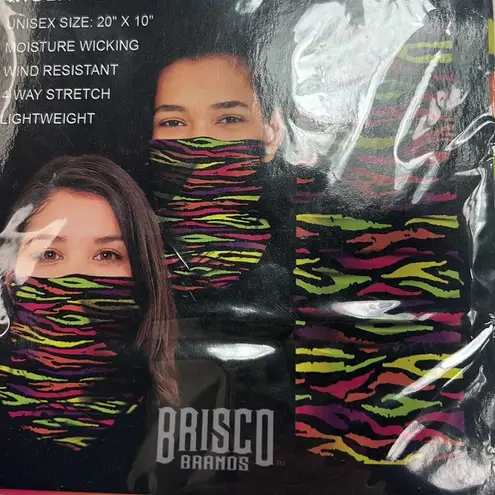 UNISEX SIZE: 20" X 10"
MOISTURE WICKING
WIND RESISTANT
4 WAY STRETCH
LIGHTWEIGHT
BRISCO
BRANDS